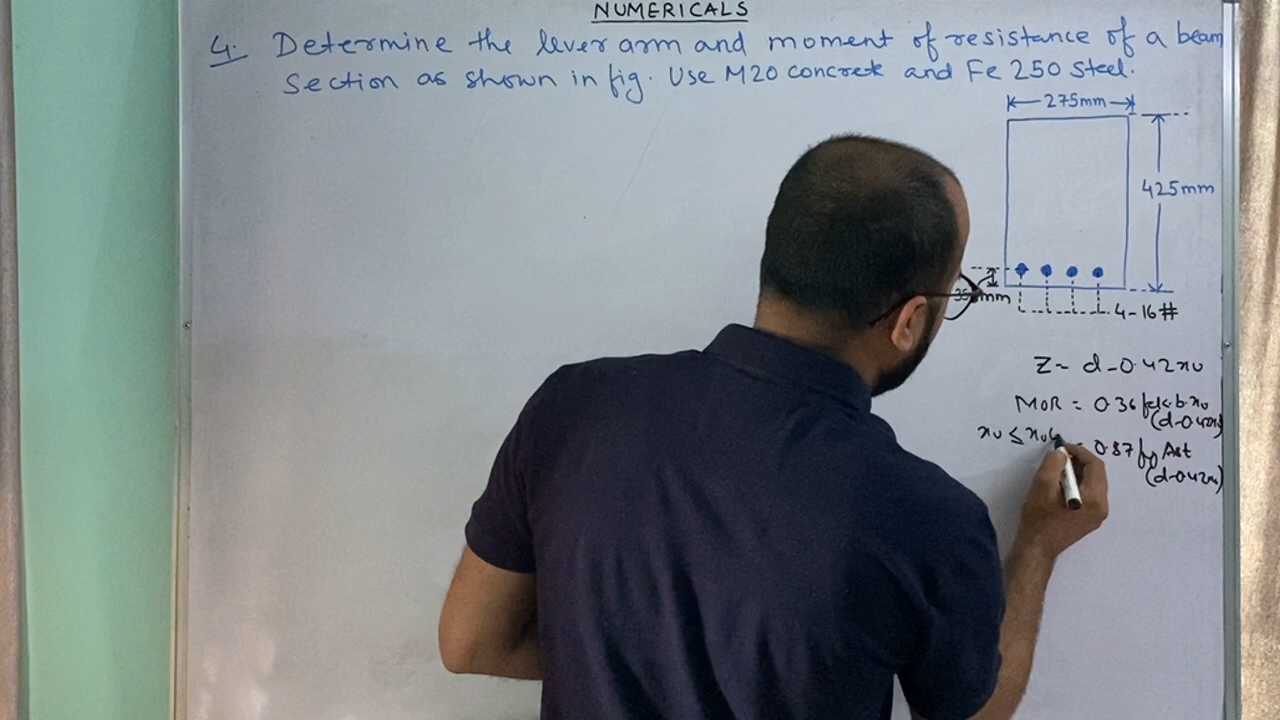 NUMERICALS
4. Determine the lever arm and moment of resistance of a beam
Section as shown in fig. Use M20 concrete and Fe 250 Steel.
275mm
425mm
mm
4-16#
Z = d-0.42xu
MOR = 0.36 fck.b.xu
(d-0.42xu)
xu ≤ xu
= 0.87 fy Ast
(d-0.42xu)